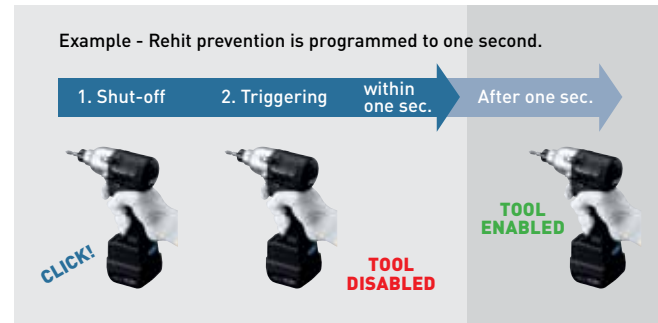 Example - Rehit prevention is programmed to one second.
1. Shut-off
2. Triggering
within
one sec.
After one sec.
CLICK!
TOOL
DISABLED
TOOL
ENABLED